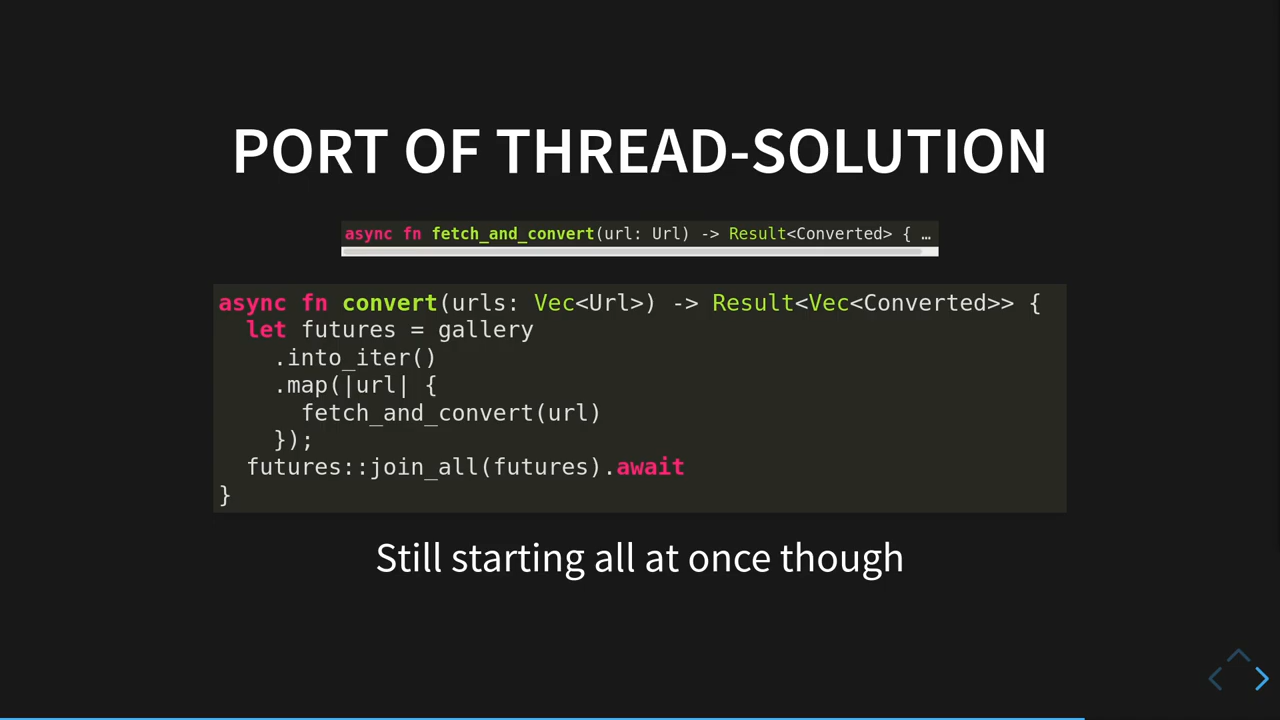 PORT OF THREAD-SOLUTION
async fn fetch_and_convert(url: Url) -> Result<Converted> { …
async fn convert(urls: Vec<Url>) -> Result<Vec<Converted>> {
  let futures = gallery
    .into_iter()
    .map(|url| {
      fetch_and_convert(url)
    });
  futures::join_all(futures).await
}
Still starting all at once though